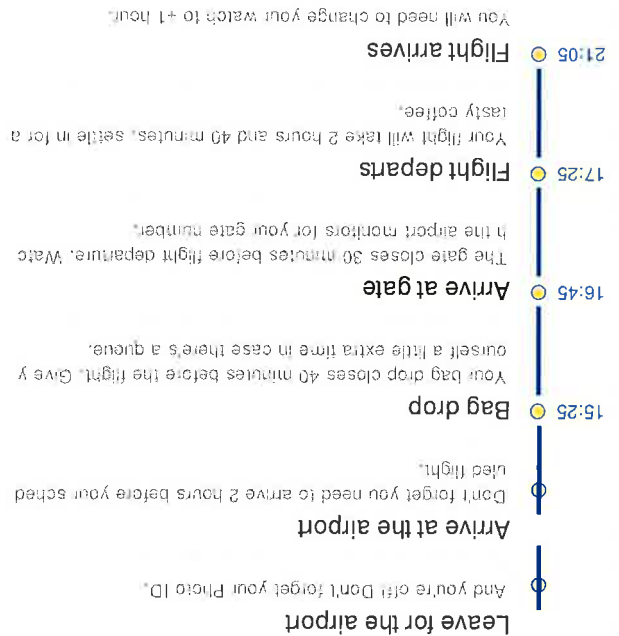 Leave for the airport
And you're off! Don't forget your Photo ID.
Arrive at the airport
Don't forget you need to arrive 2 hours before your sched
uled flight.
15:25 Bag drop
Your bag drop closes 40 minutes before the flight. Give y
ourself a little extra time in case there's a queue.
16:45 Arrive at gate
The gate closes 30 minutes before flight departure. Watc
h the airport monitors for your gate number.
17:25 Flight departs
Your flight will take 2 hours and 40 minutes, settle in for a
tasty coffee.
21:05 Flight arrives
You will need to change your watch to +1 hour.